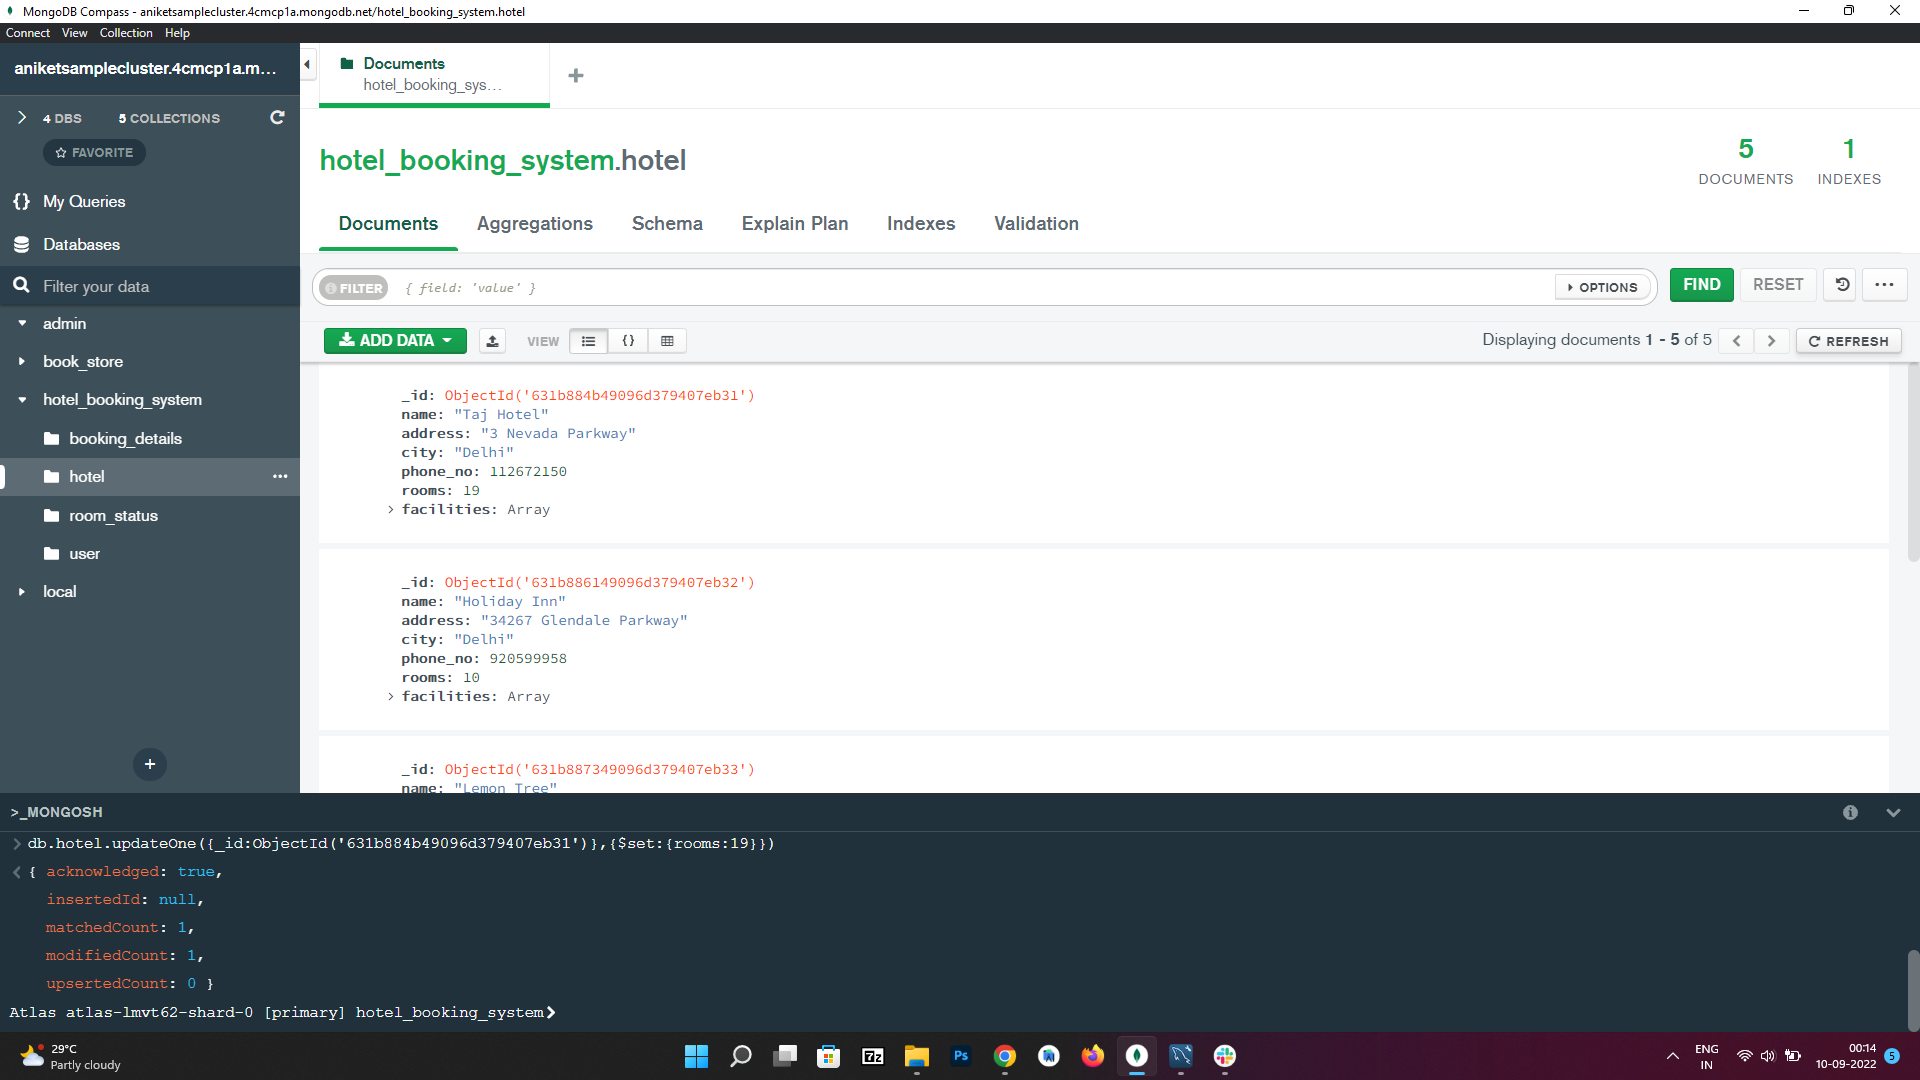 MongoDB Compass - aniketsamplecluster.4cmcp1a.mongodb.net/hotel_booking_system.hotel
Connect View Collection Help
aniketsamplecluster.4cmcp1a.m...
4 DBS 5 COLLECTIONS
FAVORITE
{} My Queries
Databases
Filter your data
admin
book_store
hotel_booking_system
booking_details
hotel
room_status
user
local
+
Documents
hotel_booking_sys...
+
hotel_booking_system.hotel
5 DOCUMENTS
1 INDEXES
Documents Aggregations Schema Explain Plan Indexes Validation
FILTER { field: 'value' } OPTIONS FIND RESET ...
ADD DATA VIEW {} Displaying documents 1 - 5 of 5 < > REFRESH
_id: ObjectId('631b884b49096d379407eb31')
name: "Taj Hotel"
address: "3 Nevada Parkway"
city: "Delhi"
phone_no: 112672150
rooms: 19
> facilities: Array
_id: ObjectId('631b886149096d379407eb32')
name: "Holiday Inn"
address: "34267 Glendale Parkway"
city: "Delhi"
phone_no: 920599958
rooms: 10
> facilities: Array
_id: ObjectId('631b887349096d379407eb33')
name: "Lemon Tree"
>_MONGOSH
> db.hotel.updateOne({_id:ObjectId('631b884b49096d379407eb31')},{$set:{rooms:19}})
< { acknowledged: true,
insertedId: null,
matchedCount: 1,
modifiedCount: 1,
upsertedCount: 0 }
Atlas atlas-lmvt62-shard-0 [primary] hotel_booking_system>
29°C
Partly cloudy
7z
Ps
ENG
IN
00:14
10-09-2022
5